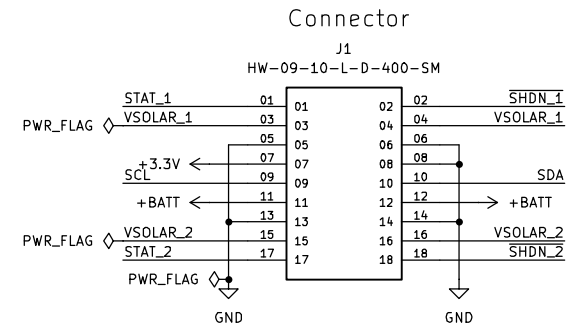 Connector
J1
HW-09-10-L-D-400-SM
STAT_1 01 01 02 02 SHDN_1
PWR_FLAG VSOLAR_1 03 03 04 04 VSOLAR_1
05 05 06 06
+3.3V 07 07 08 08
SCL 09 09 10 10 SDA
+BATT 11 11 12 12 +BATT
13 13 14 14
PWR_FLAG VSOLAR_2 15 15 16 16 VSOLAR_2
STAT_2 17 17 18 18 SHDN_2
PWR_FLAG
GND GND